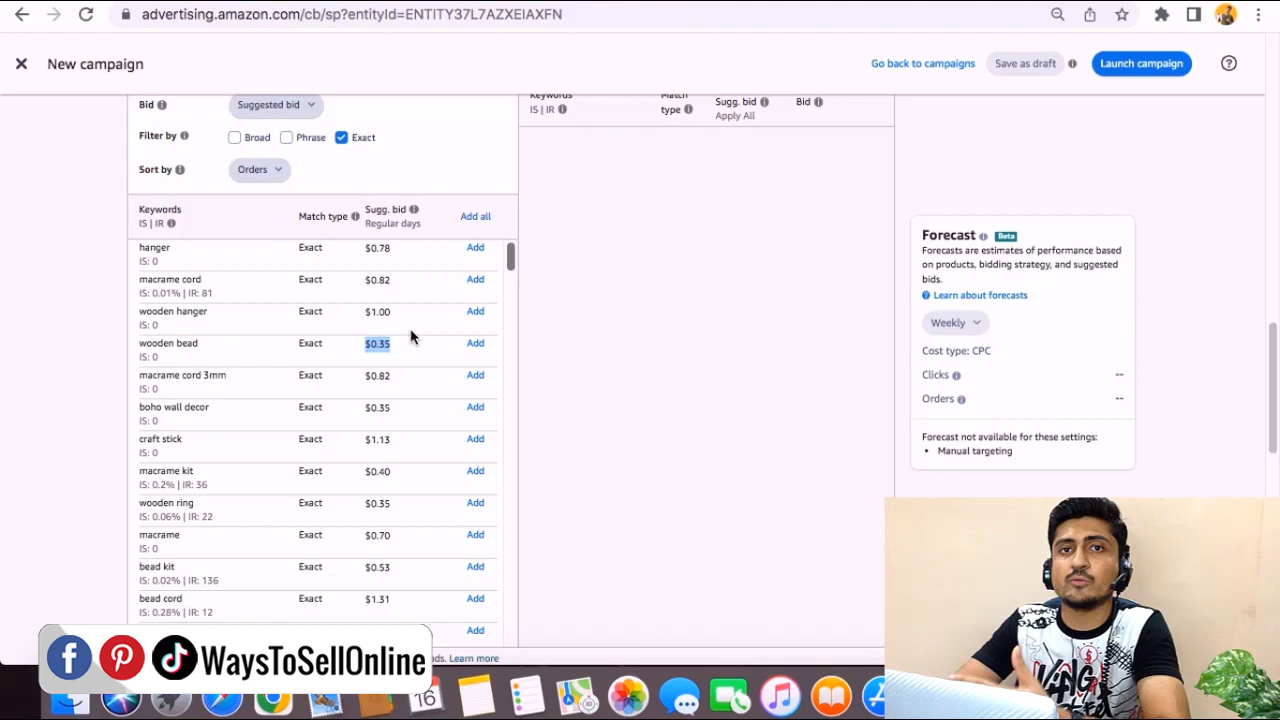 advertising.amazon.com/cb/sp?entityId=ENTITY37L7AZXEIAXFN
New campaign
Go back to campaigns
Save as draft
Launch campaign
Bid
Suggested bid
Filter by
Broad
Phrase
Exact
Sort by
Orders
Keywords
IS | IR
Match type
Sugg. bid
Regular days
Add all
hanger Exact $0.78 Add
IS: 0
macrame cord Exact $0.82 Add
IS: 0.01% | IR: 81
wooden hanger Exact $1.00 Add
IS: 0
wooden bead Exact $0.35 Add
IS: 0
macrame cord 3mm Exact $0.82 Add
IS: 0
boho wall decor Exact $0.35 Add
IS: 0
craft stick Exact $1.13 Add
IS: 0
macrame kit Exact $0.40 Add
IS: 0.2% | IR: 36
wooden ring Exact $0.35 Add
IS: 0.06% | IR: 22
macrame Exact $0.70 Add
IS: 0
bead kit Exact $0.53 Add
IS: 0.02% | IR: 136
bead cord Exact $1.31 Add
IS: 0.28% | IR: 12
Add
Keywords
IS | IR
Match
type
Sugg. bid
Apply All
Bid
Forecast
Beta
Forecasts are estimates of performance based
on products, bidding strategy, and suggested
bids.
Learn about forecasts
Weekly
Cost type: CPC
Clicks --
Orders --
Forecast not available for these settings:
• Manual targeting
Learn more
WaysToSellOnline
16